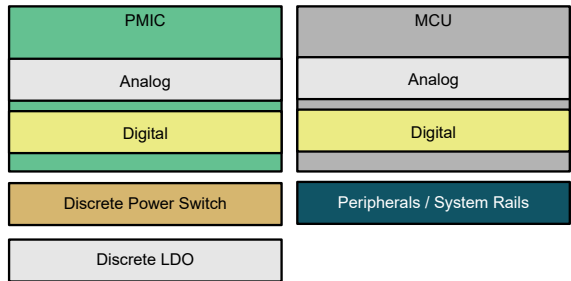 PMIC
Analog
Digital
Discrete Power Switch
Discrete LDO
MCU
Analog
Digital
Peripherals / System Rails